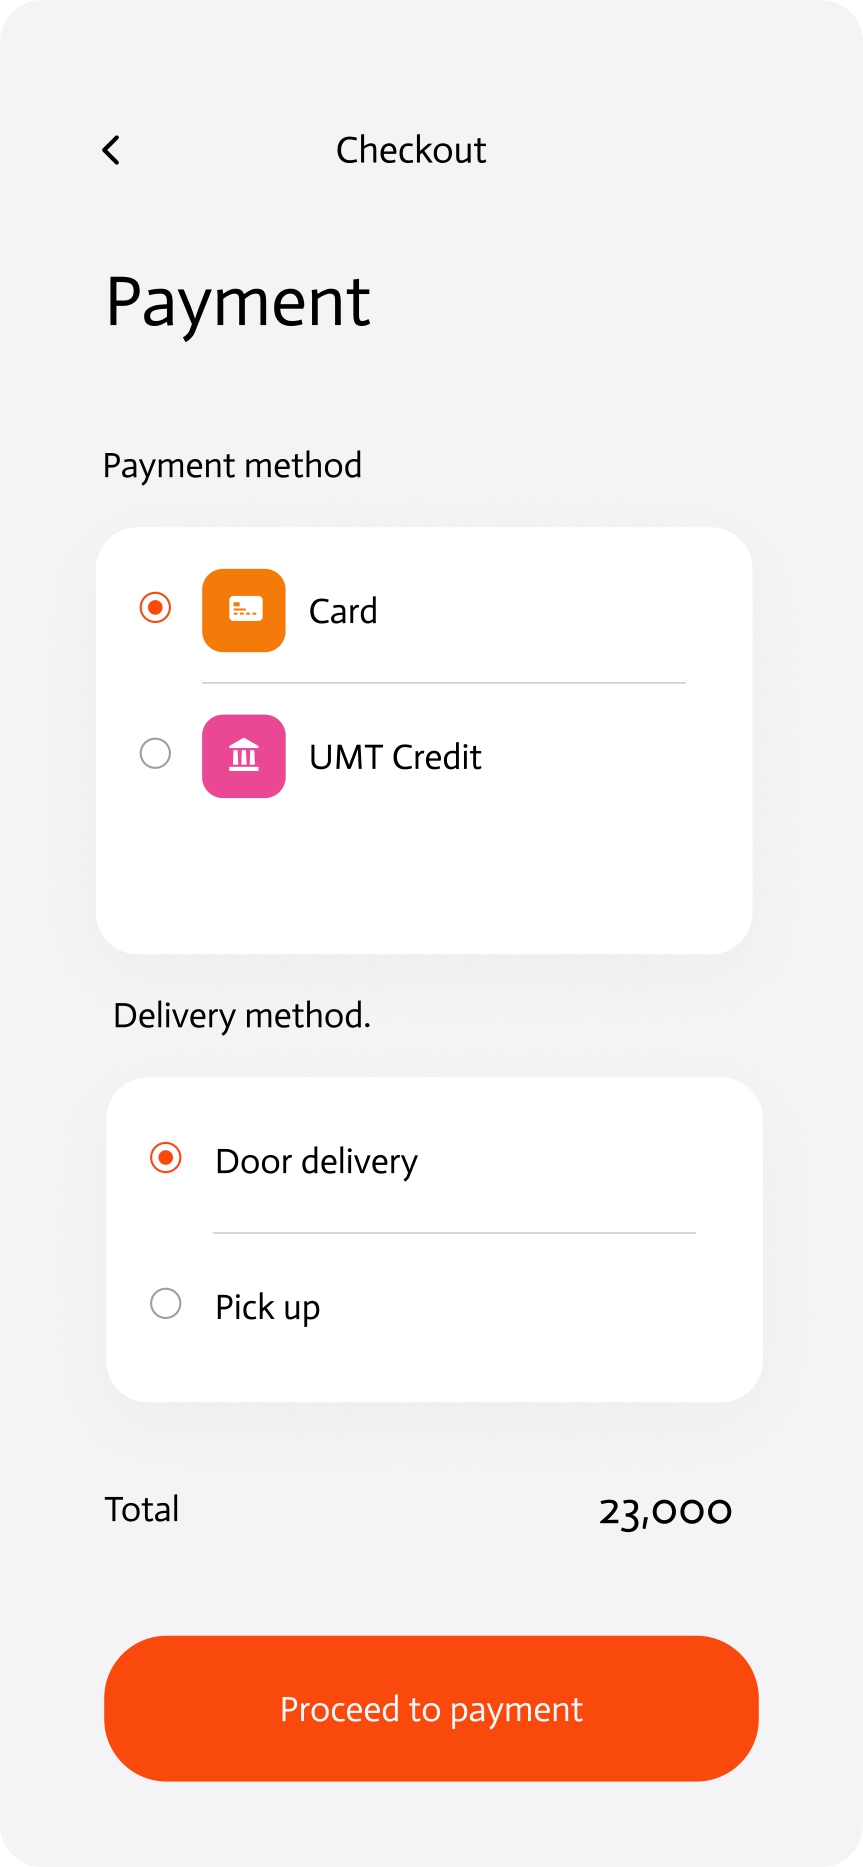 Checkout
Payment
Payment method
Card
UMT Credit
Delivery method.
Door delivery
Pick up
Total 23,000
Proceed to payment